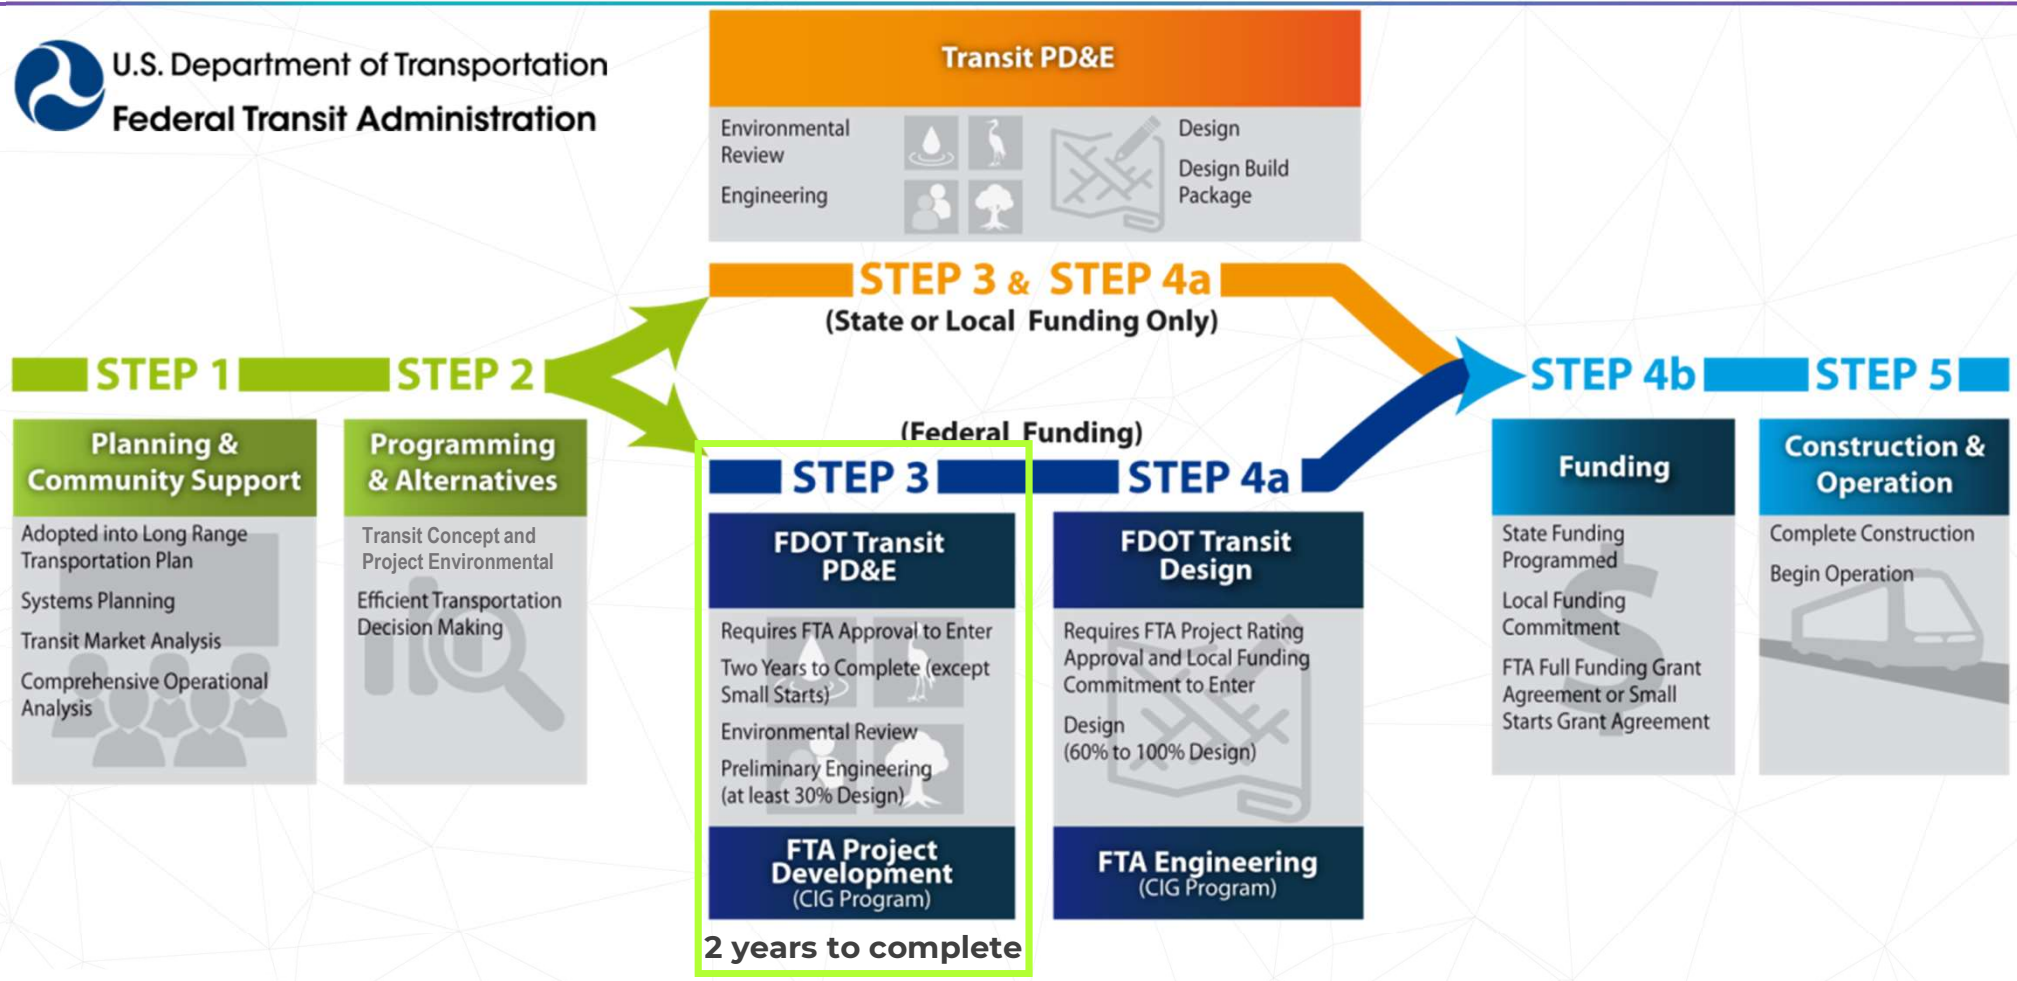 U.S. Department of Transportation
Federal Transit Administration
Transit PD&E
Environmental
Review
Engineering
Design
Design Build
Package
STEP 3 & STEP 4a
(State or Local Funding Only)
STEP 1
STEP 2
Planning &
Community Support
Adopted into Long Range
Transportation Plan
Systems Planning
Transit Market Analysis
Comprehensive Operational
Analysis
Programming
& Alternatives
Transit Concept and
Project Environmental
Efficient Transportation
Decision Making
(Federal Funding)
STEP 3
STEP 4a
FDOT Transit
PD&E
Requires FTA Approval to Enter
Two Years to Complete (except
Small Starts)
Environmental Review
Preliminary Engineering
(at least 30% Design)
FTA Project
Development
(CIG Program)
2 years to complete
FDOT Transit
Design
Requires FTA Project Rating
Approval and Local Funding
Commitment to Enter
Design
(60% to 100% Design)
FTA Engineering
(CIG Program)
STEP 4b
STEP 5
Funding
State Funding
Programmed
Local Funding
Commitment
FTA Full Funding Grant
Agreement or Small
Starts Grant Agreement
Construction &
Operation
Complete Construction
Begin Operation